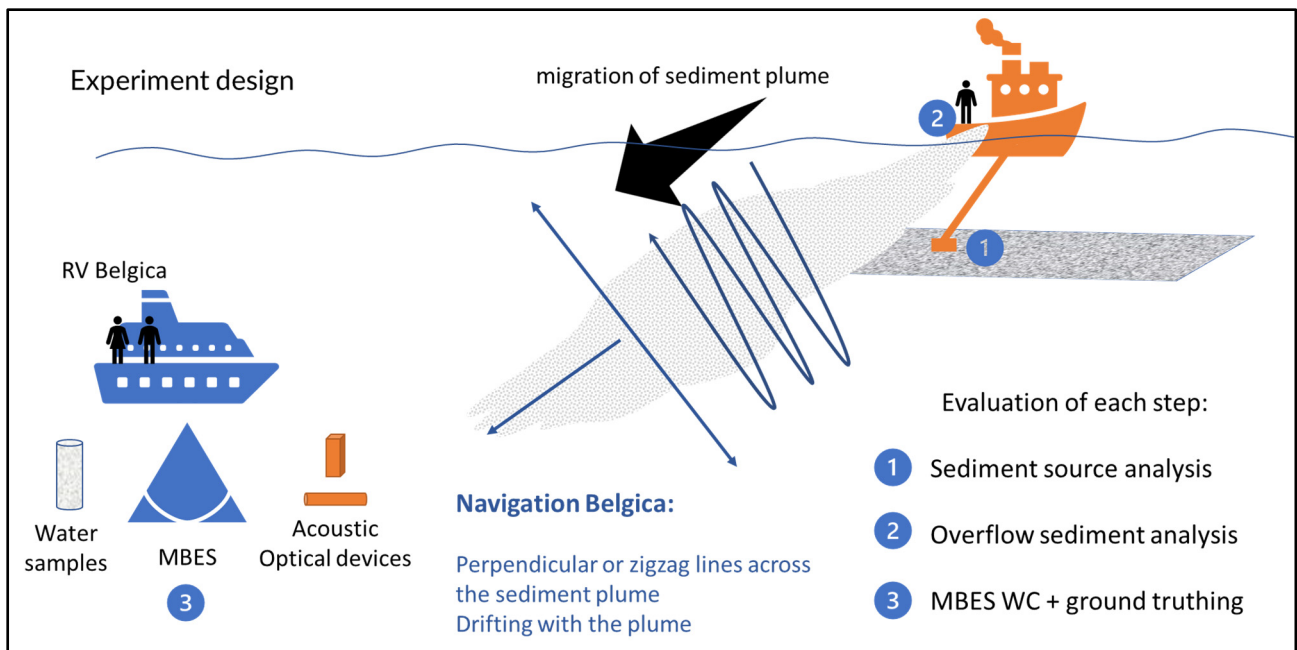 Experiment design
migration of sediment plume
2
1
RV Belgica
Water
samples
MBES
3
Acoustic
Optical devices
Navigation Belgica:
Perpendicular or zigzag lines across
the sediment plume
Drifting with the plume
Evaluation of each step:
1 Sediment source analysis
2 Overflow sediment analysis
3 MBES WC + ground truthing